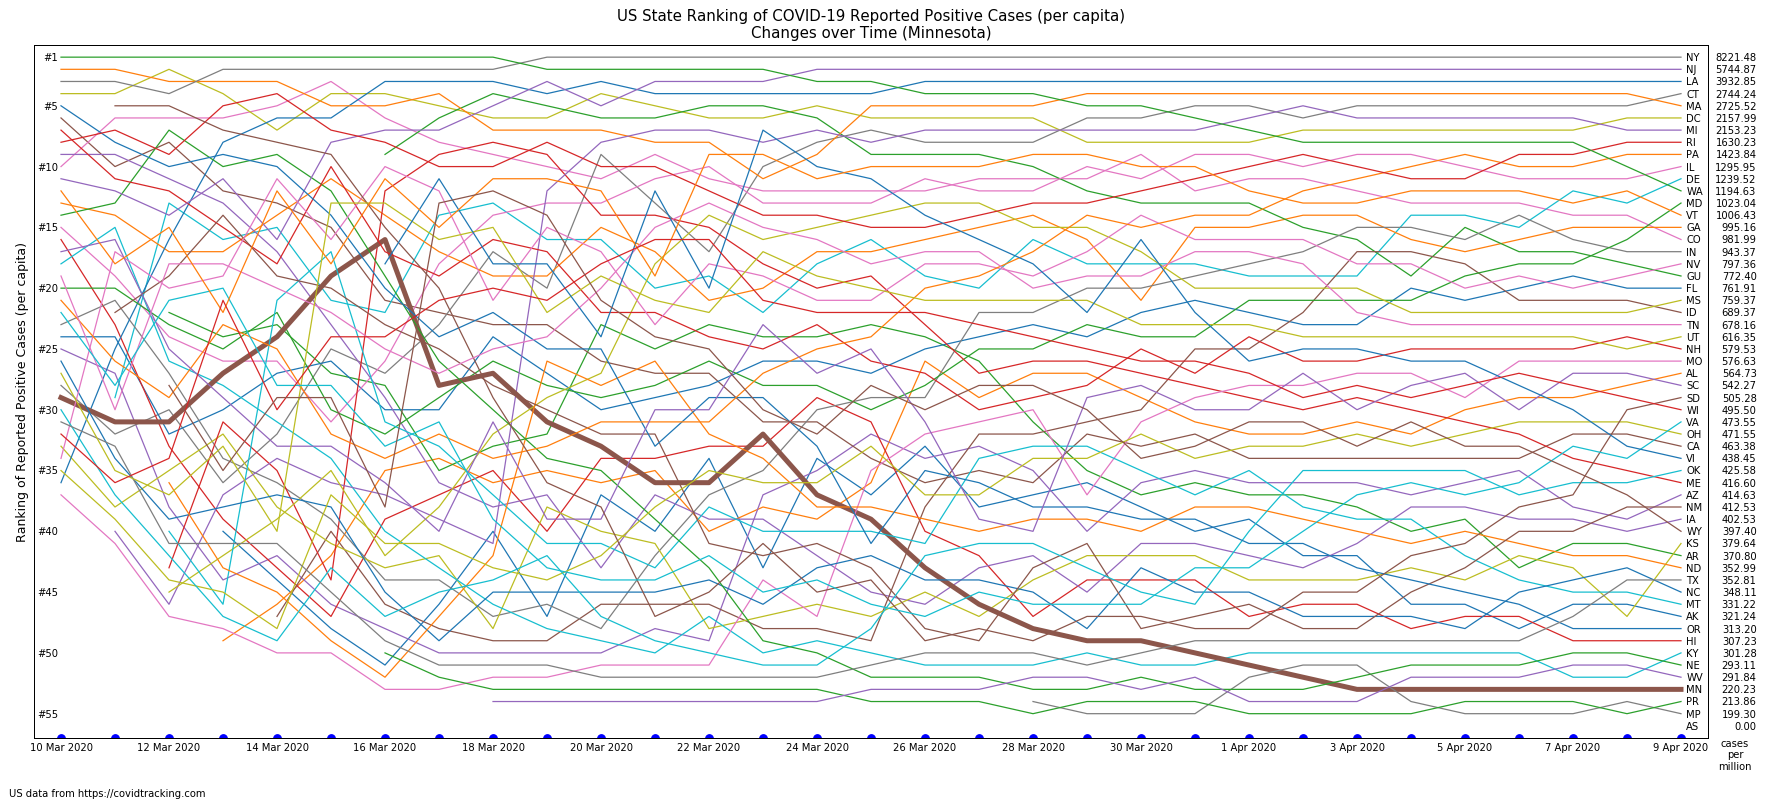 US State Ranking of COVID-19 Reported Positive Cases (per capita)
Changes over Time (Minnesota)
Ranking of Reported Positive Cases (per capita)
#1
#5
#10
#15
#20
#25
#30
#35
#40
#45
#50
#55
NY 8221.48
NJ 5744.87
LA 3932.85
CT 2744.24
MA 2725.52
DC 2157.99
MI 2153.23
RI 1630.23
PA 1423.84
IL 1295.95
DE 1239.52
WA 1194.63
MD 1023.04
VT 1006.43
GA 995.16
CO 981.99
IN 943.37
NV 797.36
GU 772.40
FL 761.91
MS 759.37
ID 689.37
TN 678.16
UT 616.35
NH 579.53
MO 576.63
AL 564.73
SC 542.27
SD 505.28
WI 495.50
VA 473.55
OH 471.55
CA 463.38
VI 438.45
OK 425.58
ME 416.60
AZ 414.63
NM 412.53
IA 402.53
WY 397.40
KS 379.64
AR 370.80
ND 352.99
TX 352.81
NC 348.11
MT 331.22
AK 321.24
OR 313.20
HI 307.23
KY 301.28
NE 293.11
WV 291.84
MN 220.23
PR 213.86
MP 199.30
AS 0.00
10 Mar 2020 12 Mar 2020 14 Mar 2020 16 Mar 2020 18 Mar 2020 20 Mar 2020 22 Mar 2020 24 Mar 2020 26 Mar 2020 28 Mar 2020 30 Mar 2020 1 Apr 2020 3 Apr 2020 5 Apr 2020 7 Apr 2020 9 Apr 2020
cases
per
million
US data from https://covidtracking.com